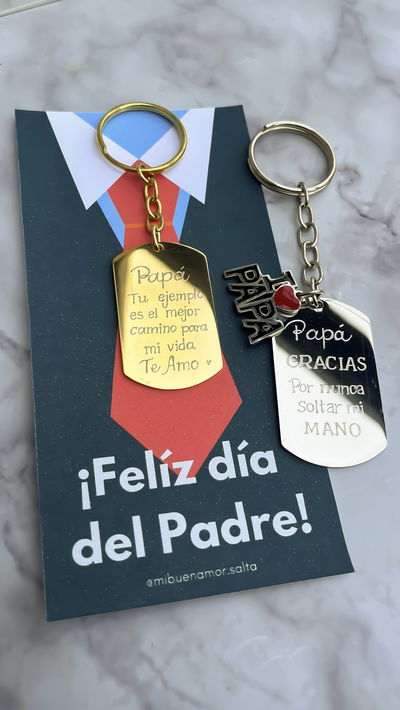 Papá
Tu ejemplo
es el mejor
camino para
mi vida
Te Amo
I
PAPÁ
Papá
GRACIAS
Por nunca
soltar mi
MANO
¡Felíz día
del Padre!
@mibuenamor.salta